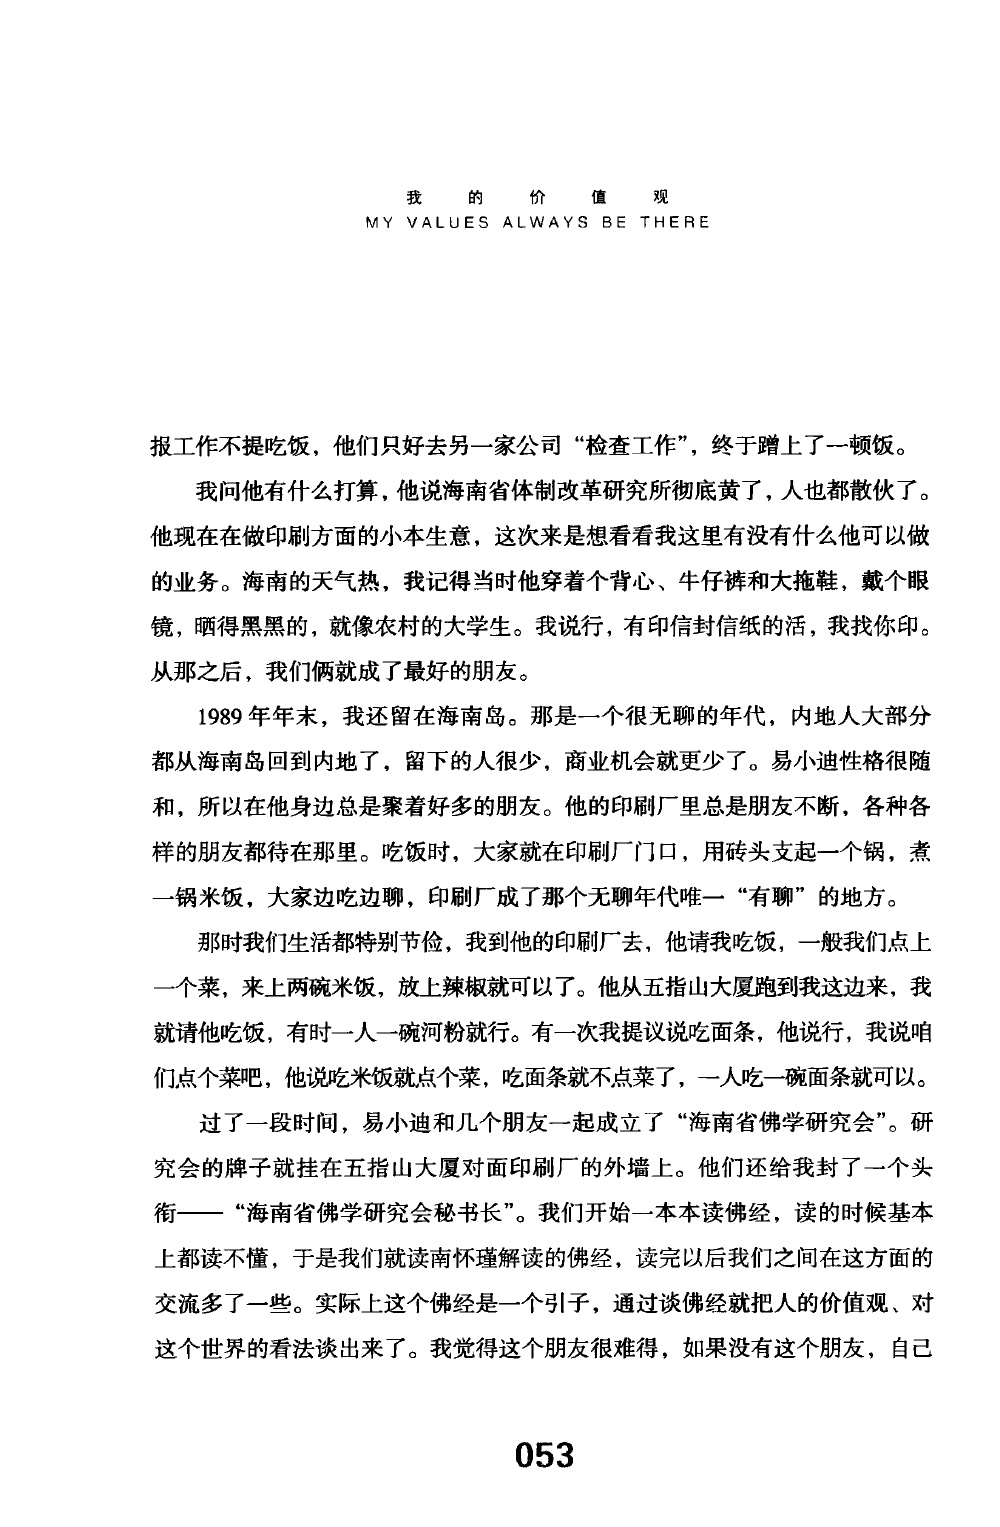 我的价值观
MY VALUES ALWAYS BE THERE
报工作不提吃饭，他们只好去另一家公司“检查工作”，终于蹭上了一顿饭。
我问他有什么打算，他说海南省体制改革研究所彻底黄了，人也都散伙了。
他现在在做印刷方面的小本生意，这次来是想看看我这里有没有什么他可以做
的业务。海南的天气热，我记得当时他穿着个背心、牛仔裤和大拖鞋，戴个眼
镜，晒得黑黑的，就像农村的大学生。我说行，有印信封信纸的活，我找你印。
从那之后，我们俩就成了最好的朋友。
1989年年末，我还留在海南岛。那是一个很无聊的年代，内地人大部分
都从海南岛回到内地了，留下的人很少，商业机会就更少了。易小迪性格很随
和，所以在他身边总是聚着好多的朋友。他的印刷厂里总是朋友不断，各种各
样的朋友都待在那里。吃饭时，大家就在印刷厂门口，用砖头支起一个锅，煮
一锅米饭，大家边吃边聊，印刷厂成了那个无聊年代唯一“有聊”的地方。
那时我们生活都特别节俭，我到他的印刷厂去，他请我吃饭，一般我们点上
一个菜，来上两碗米饭，放上辣椒就可以了。他从五指山大厦跑到我这边来，我
就请他吃饭，有时一人一碗河粉就行。有一次我提议说吃面条，他说行，我说咱
们点个菜吧，他说吃米饭就点个菜，吃面条就不点菜了，一人吃一碗面条就可以。
过了一段时间，易小迪和几个朋友一起成立了“海南省佛学研究会”。研
究会的牌子就挂在五指山大厦对面印刷厂的外墙上。他们还给我封了一个头
衔——“海南省佛学研究会秘书长”。我们开始一本本读佛经，读的时候基本
上都读不懂，于是我们就读南怀瑾解读的佛经，读完以后我们之间在这方面的
交流多了一些。实际上这个佛经是一个引子，通过谈佛经就把人的价值观、对
这个世界的看法谈出来了。我觉得这个朋友很难得，如果没有这个朋友，自己
053